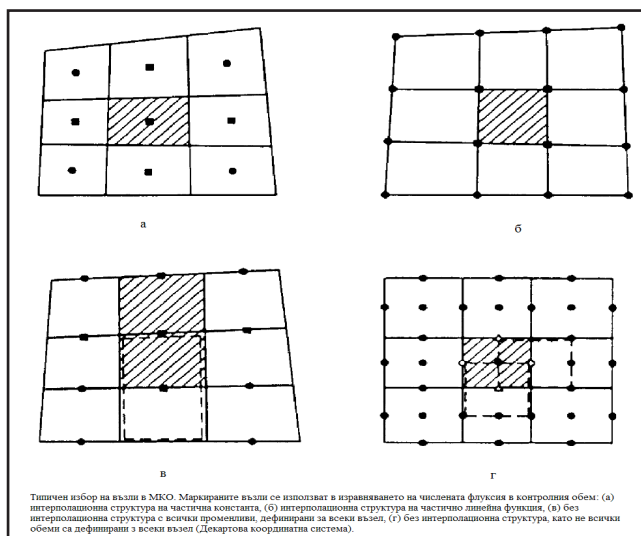 а
б
в
г
Типичен избор на възли в МКО. Маркираните възли се използват в изравняването на числената флуксия в контролния обем: (а)
интерполационна структура на частична константа, (б) интерполационна структура на частично линейна функция, (в) без
интерполационна структура с всички променливи, дефинирани за всеки възел, (г) без интерполационна структура, като не всички
обеми са дефинирани з всеки възел (Декартова координатна система).